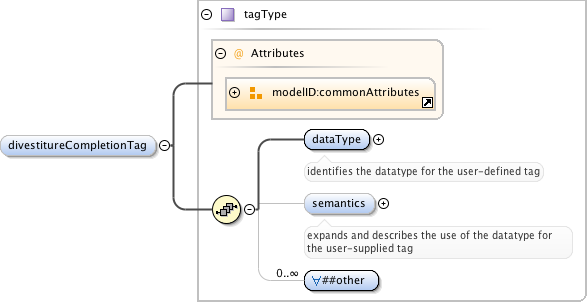 tagType
@ Attributes
modelID:commonAttributes
divestitureCompletionTag
dataType
identifies the datatype for the user-defined tag
semantics
expands and describes the use of the datatype for
the user-supplied tag
0..∞
∀##other